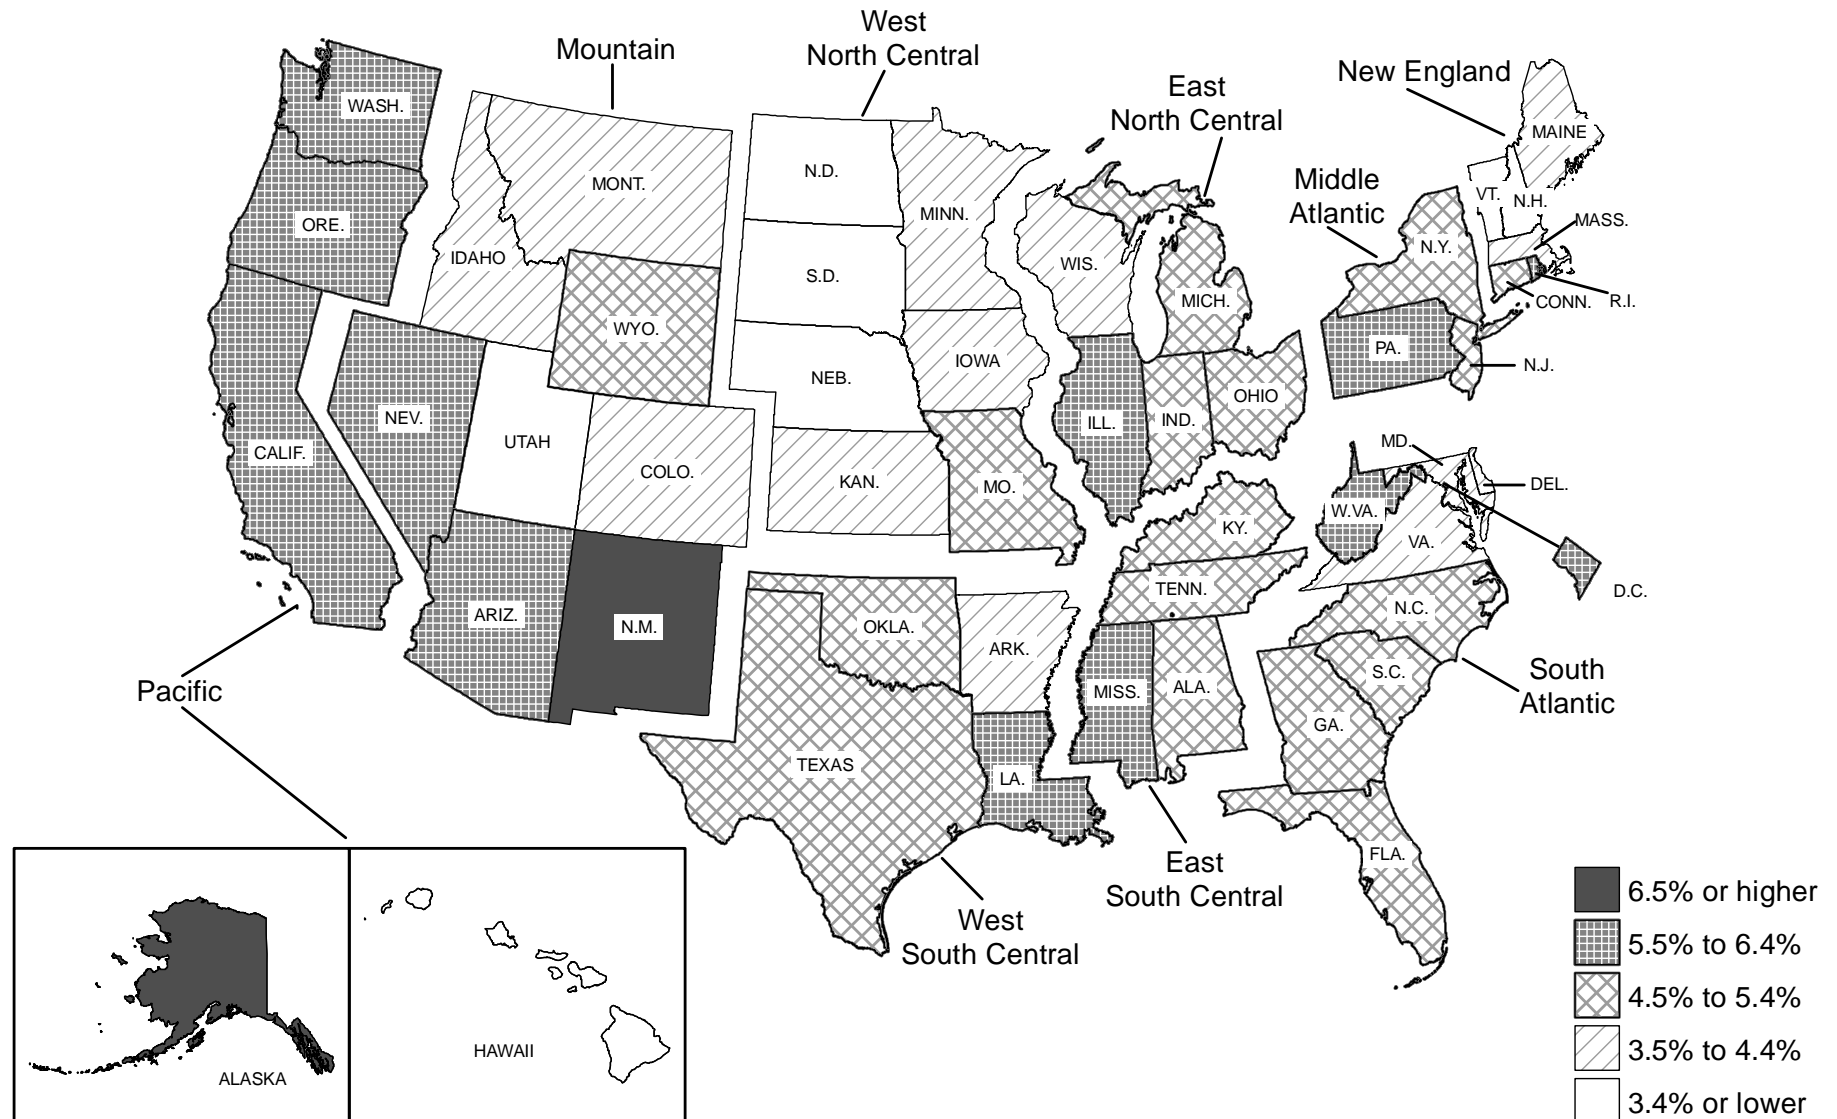 West
North Central
Mountain
East
North Central
New England
Middle
Atlantic
WASH.
MAINE
MONT.
N.D.
MINN.
VT.
N.H.
MASS.
ORE.
IDAHO
S.D.
WIS.
N.Y.
MICH.
CONN.
R.I.
WYO.
IOWA
PA.
N.J.
NEB.
OHIO
NEV.
ILL.
IND.
CALIF.
UTAH
COLO.
KAN.
MO.
MD.
DEL.
W.VA.
KY.
VA.
D.C.
TENN.
N.C.
ARIZ.
N.M.
OKLA.
ARK.
S.C.
South
Atlantic
Pacific
MISS.
ALA.
GA.
TEXAS
LA.
FLA.
East
South Central
West
South Central
HAWAII
ALASKA
6.5% or higher
5.5% to 6.4%
4.5% to 5.4%
3.5% to 4.4%
3.4% or lower